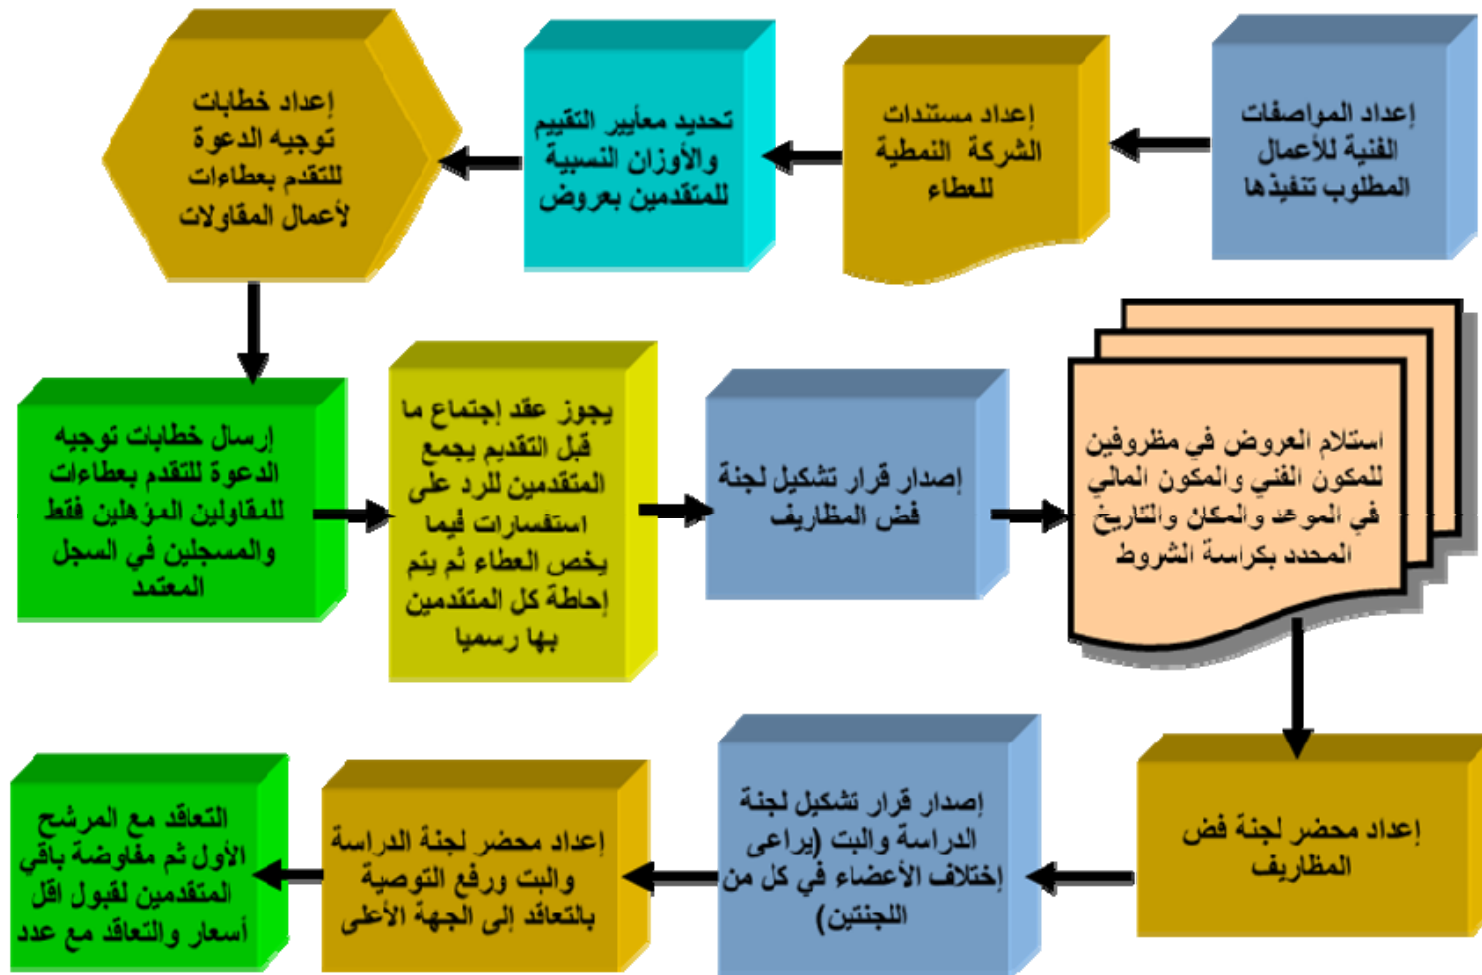 إعداد المواصفات
الفنية للأعمال
المطلوب تنفيذها
إعداد مستندات
الشركة النمطية
للعطاء
تحديد معايير التقييم
والأوزان النسبية
للمتقدمين بعروض
إعداد خطابات
توجيه الدعوة
للتقدم بعطاءات
لأعمال المقاولات
إرسال خطابات توجيه
الدعوة للتقدم بعطاءات
للمقاولين المؤهلين فقط
والمسجلين في السجل
المعتمد
يجوز عقد إجتماع ما
قبل التقديم يجمع
المتقدمين للرد على
استفسارات فيما
يخص العطاء ثم يتم
إحاطة كل المتقدمين
بها رسميا
إصدار قرار تشكيل لجنة
فض المظاريف
استلام العروض في مظروفين
للمكون الفني والمكون المالي
في الموعد والمكان والتاريخ
المحدد بكراسة الشروط
إعداد محضر لجنة فض
المظاريف
إصدار قرار تشكيل لجنة
الدراسة والبت (يراعى
إختلاف الأعضاء في كل من
اللجنتين)
إعداد محضر لجنة الدراسة
والبت ورفع التوصية
بالتعاقد إلى الجهة الأعلى
التعاقد مع المرشح
الأول ثم مفاوضة باقي
المتقدمين لقبول اقل
أسعار والتعاقد مع عدد